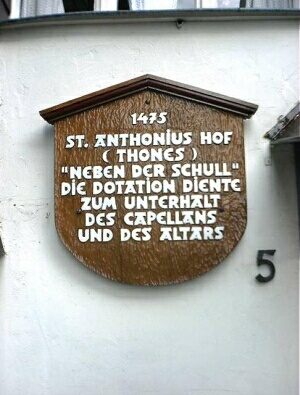 1475
ST. ANTHONIUS HOF
( THONES )
"NEBEN DER SCHULL"
DIE DOTATION DIENTE
ZUM UNTERHALT
DES CAPELLANS
UND DES ALTARS
5